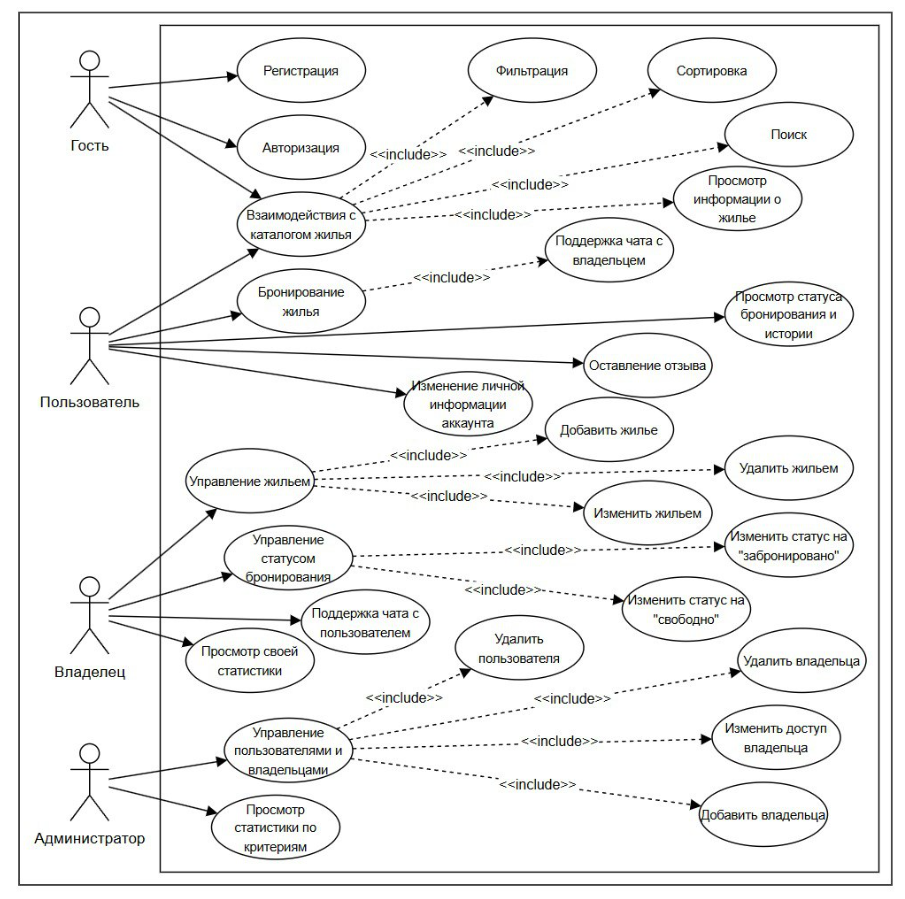 Регистрация
Фильтрация
Сортировка
Гость
Авторизация
<<include>>
<<include>>
Поиск
<<include>>
Просмотр
информации о
жилье
Взаимодействия с
каталогом жилья
<<include>>
Поддержка чата с
владельцем
<<include>>
Бронирование
жилья
Просмотр статуса
бронирования и
истории
Пользователь
Оставление отзыва
Изменение личной
информации
аккаунта
Добавить жилье
<<include>>
Управление жильем
<<include>>
Удалить жильем
<<include>>
Изменить жильем
Управление
статусом
бронирования
<<include>>
Изменить статус на
"забронировано"
<<include>>
Изменить статус на
"свободно"
Поддержка чата с
пользователем
Владелец
Просмотр своей
статистики
Удалить
пользователя
Удалить владельца
<<include>>
<<include>>
Управление
пользователями и
владельцами
<<include>>
Изменить доступ
владельца
<<include>>
Добавить владельца
Администратор
Просмотр
статистики по
критериям